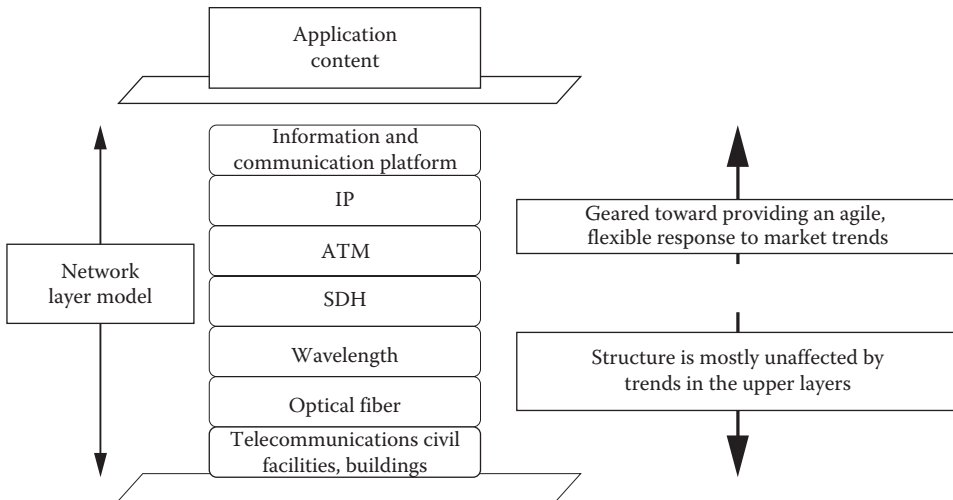 Application
content
Information and
communication platform
IP
ATM
SDH
Wavelength
Optical fiber
Telecommunications civil
facilities, buildings
Network
layer model
Geared toward providing an agile,
flexible response to market trends
Structure is mostly unaffected by
trends in the upper layers